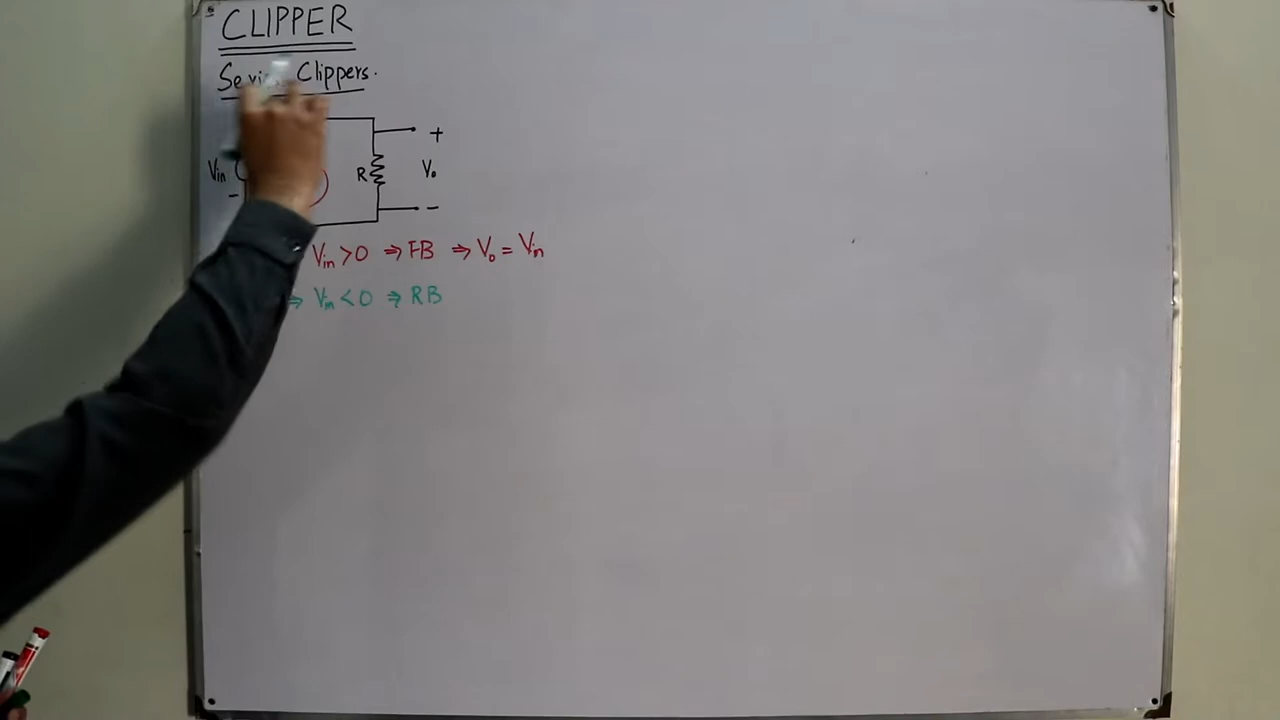 CLIPPER
Clippers.
+
Vin
R
Vo
-
-
Vin > 0 ⇒ FB ⇒ Vo = Vin
⇒ Vin < 0 ⇒ RB